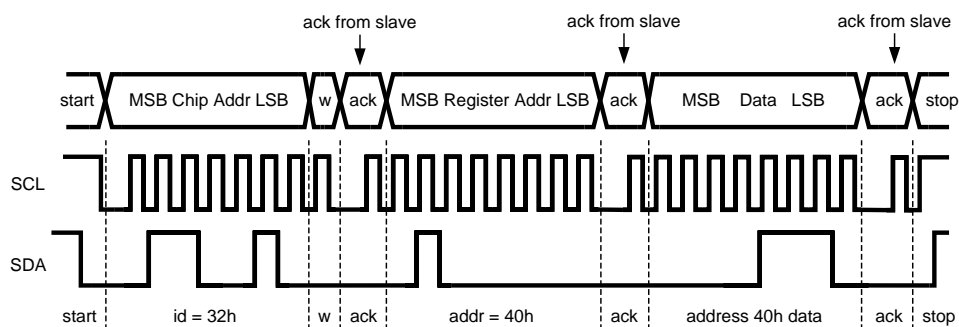 ack from slave ack from slave ack from slave
start MSB Chip Addr LSB w ack MSB Register Addr LSB ack MSB Data LSB ack stop
SCL
SDA
start id = 32h w ack addr = 40h ack address 40h data ack stop